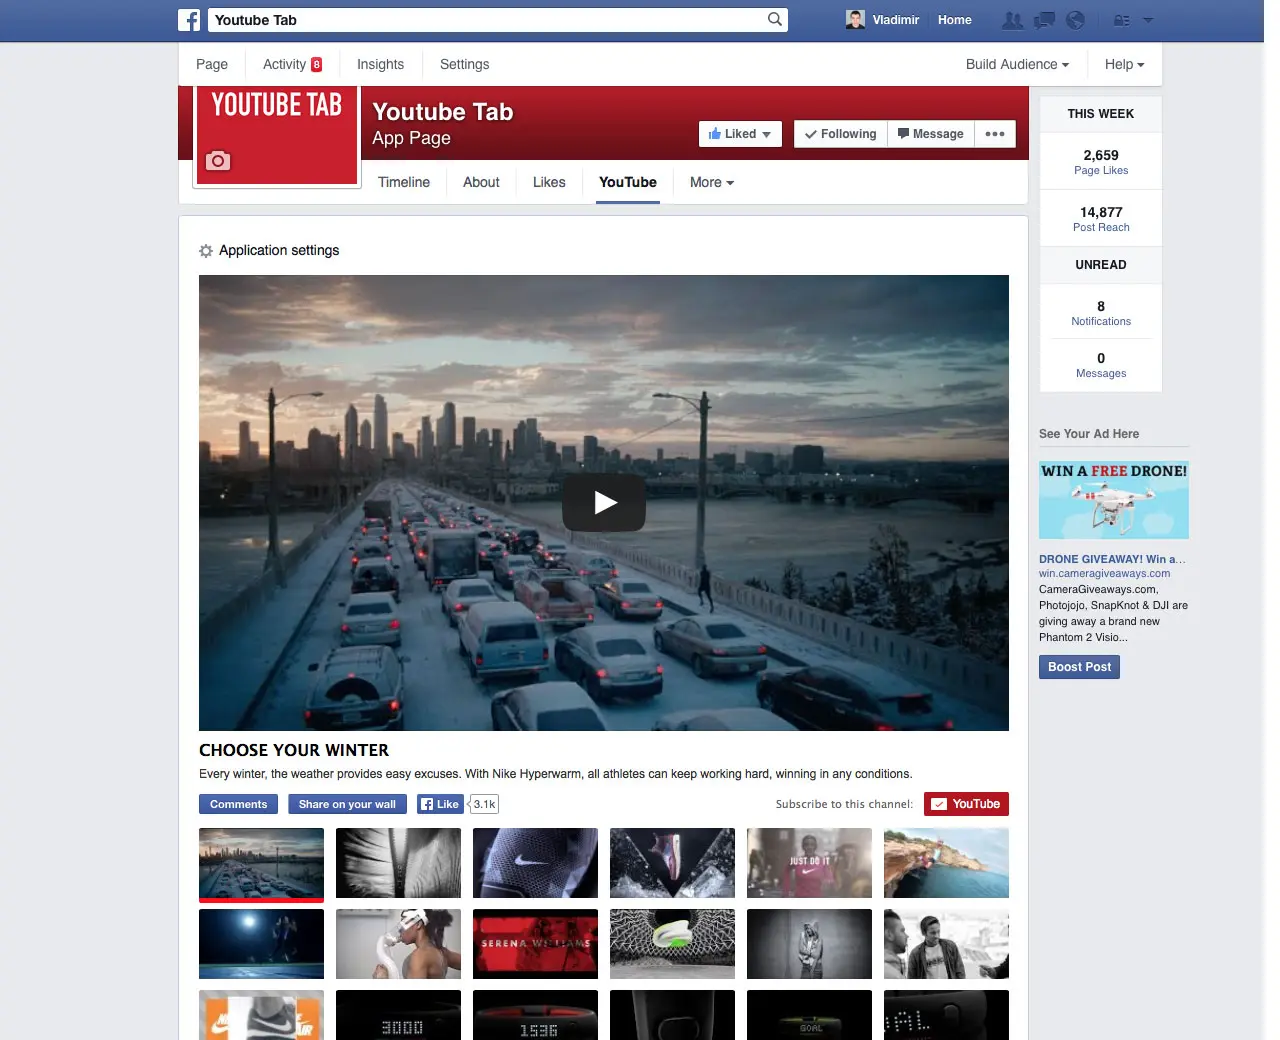 Youtube Tab
Vladimir
Home
Page
Activity 8
Insights
Settings
Build Audience
Help
YOUTUBE TAB
Youtube Tab
App Page
Liked
Following
Message
Timeline
About
Likes
YouTube
More
THIS WEEK
2,659
Page Likes
14,877
Post Reach
UNREAD
8
Notifications
0
Messages
Application settings
See Your Ad Here
WIN A FREE DRONE!
DRONE GIVEAWAY! Win a...
win.cameragiveaways.com
CameraGiveaways.com,
Photojojo, SnapKnot & DJI are
giving away a brand new
Phantom 2 Visio...
Boost Post
CHOOSE YOUR WINTER
Every winter, the weather provides easy excuses. With Nike Hyperwarm, all athletes can keep working hard, winning in any conditions.
Comments
Share on your wall
Like
3.1k
Subscribe to this channel:
YouTube
JUST DO IT
SERENA WILLIAMS
3000
1536
GOAL